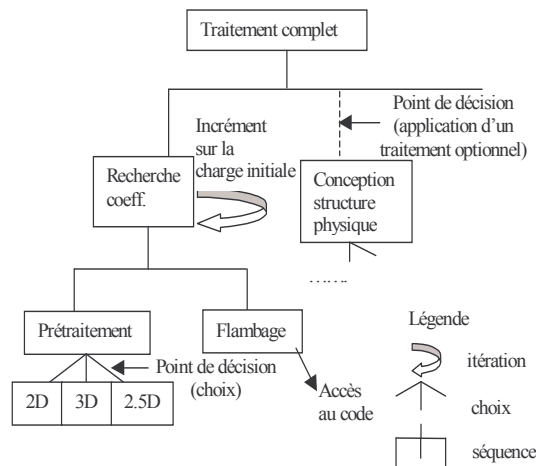 Traitement complet
Point de décision
(application d'un
traitement optionnel)
Incrément
sur la
charge initiale
Recherche
coeff.
Conception
structure
physique
.......
Prétraitement
Flambage
Légende
Point de décision
(choix)
2D 3D 2.5D
Accès
au code
itération
choix
séquence